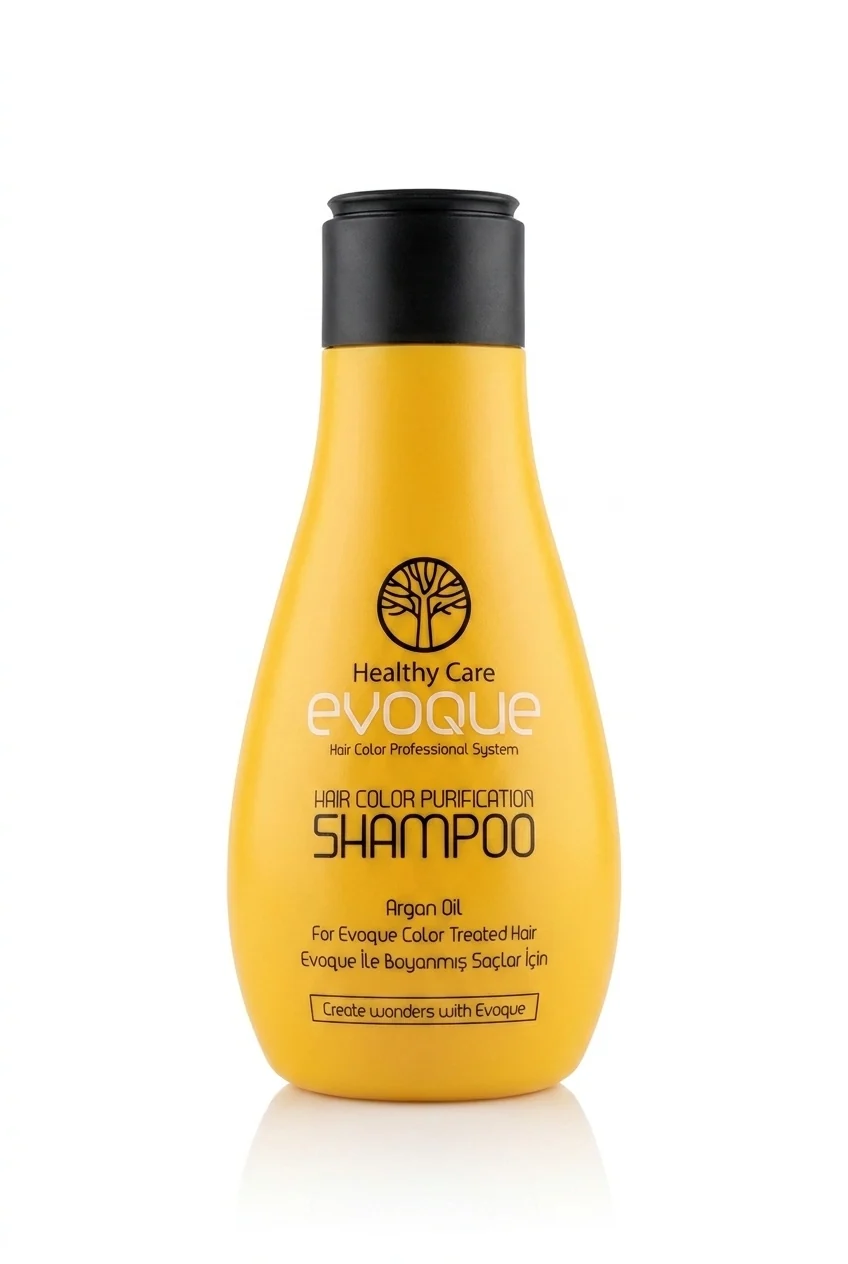 Healthy Care
evoque
Hair Color Professional System
HAIR COLOR PURIFICATION
SHAMPOO
Argan Oil
For Evoque Color Treated Hair
Evoque İle Boyanmış Saçlar İçin
Create wonders with Evoque